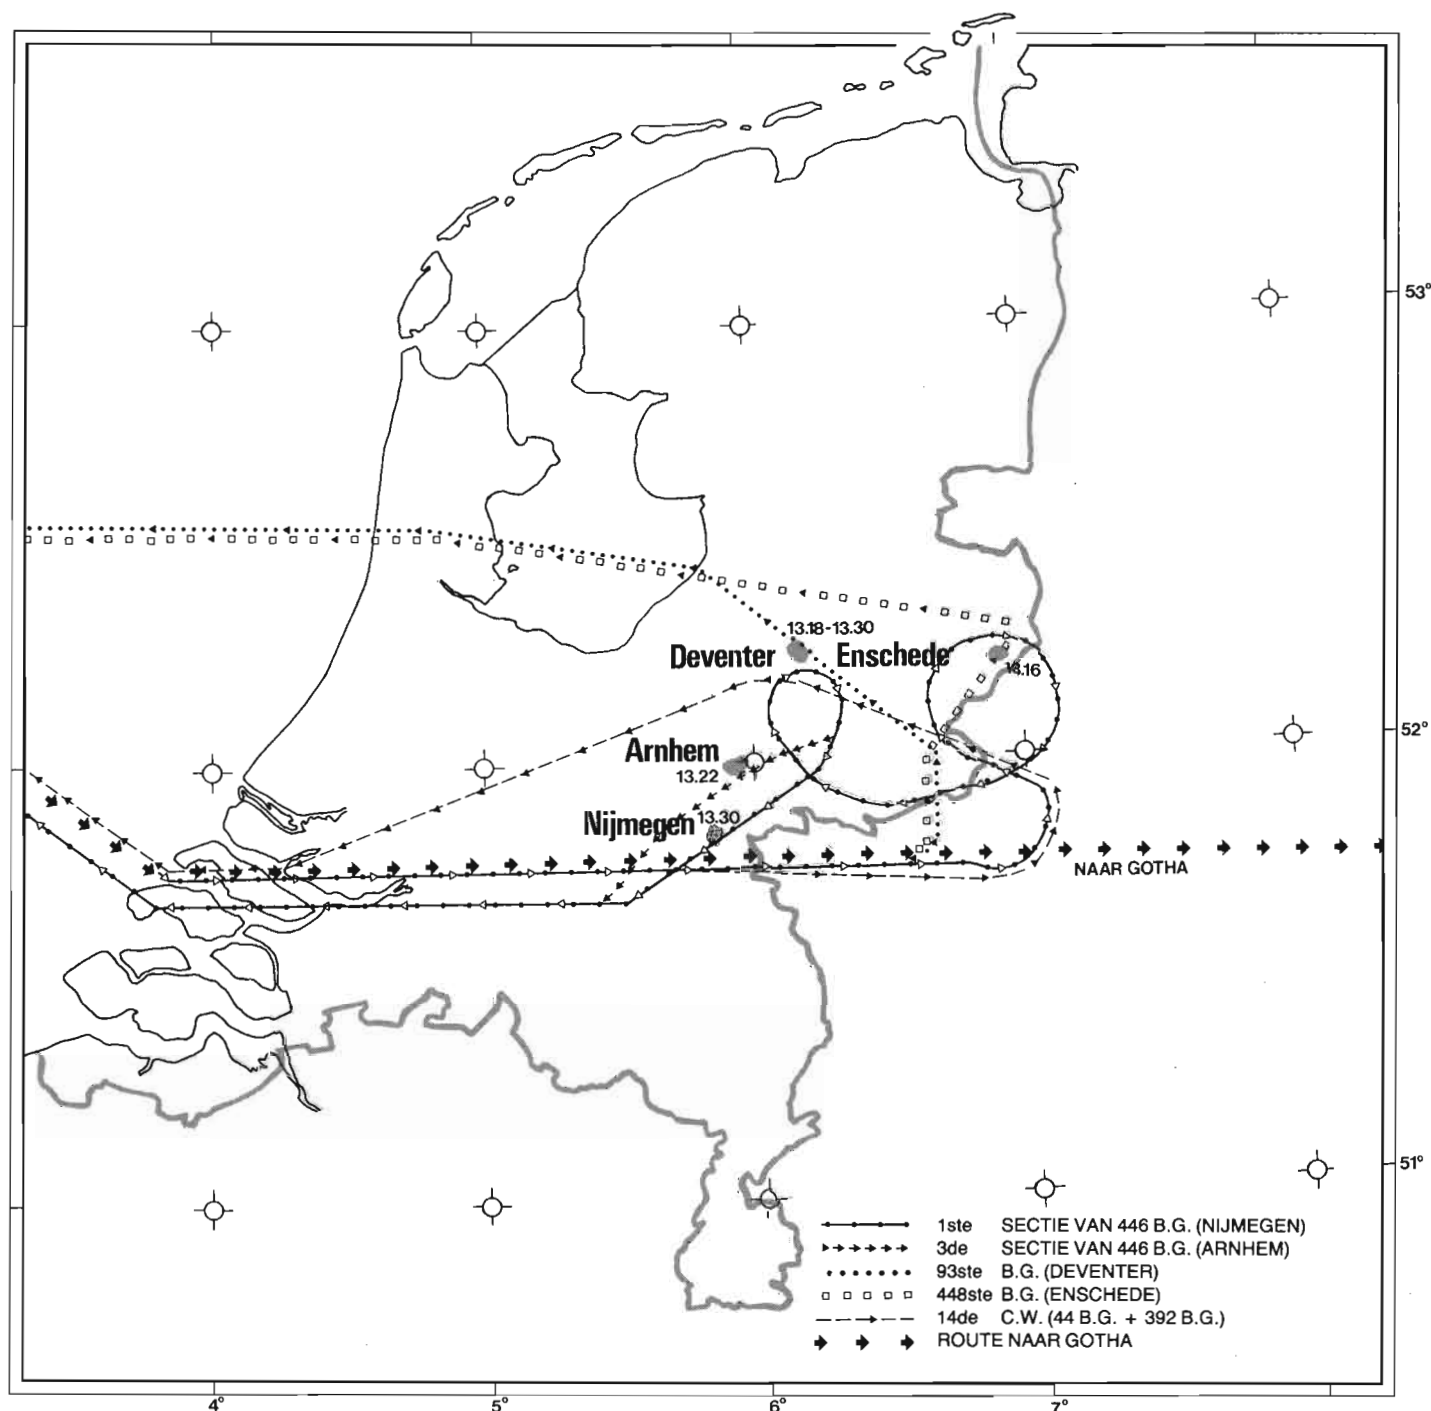 53°
13.18-13.30
Deventer
Enschede
13.16
52°
Arnhem
13.22
Nijmegen
13.30
NAAR GOTHA
51°
1ste SECTIE VAN 446 B.G. (NIJMEGEN)
3de SECTIE VAN 446 B.G. (ARNHEM)
93ste B.G. (DEVENTER)
448ste B.G. (ENSCHEDE)
14de C.W. (44 B.G. + 392 B.G.)
ROUTE NAAR GOTHA
4° 5° 6° 7°